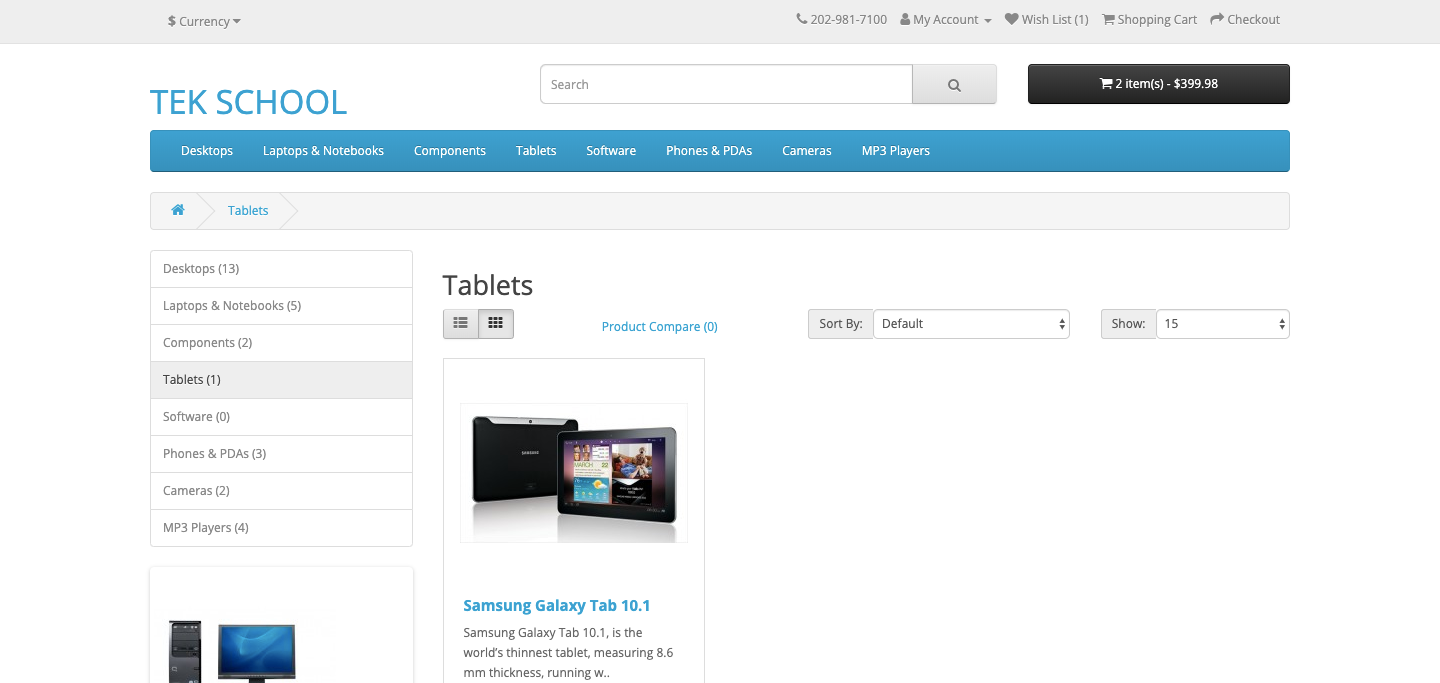 $ Currency
202-981-7100 My Account Wish List (1) Shopping Cart Checkout
TEK SCHOOL
Search
2 item(s) - $399.98
Desktops Laptops & Notebooks Components Tablets Software Phones & PDAs Cameras MP3 Players
Tablets
Desktops (13)
Laptops & Notebooks (5)
Components (2)
Tablets (1)
Software (0)
Phones & PDAs (3)
Cameras (2)
MP3 Players (4)
Tablets
Product Compare (0)
Sort By: Default
Show: 15
SAMSUNG
MARCH 22
Samsung Galaxy Tab 10.1
Samsung Galaxy Tab 10.1, is the
world’s thinnest tablet, measuring 8.6
mm thickness, running w..